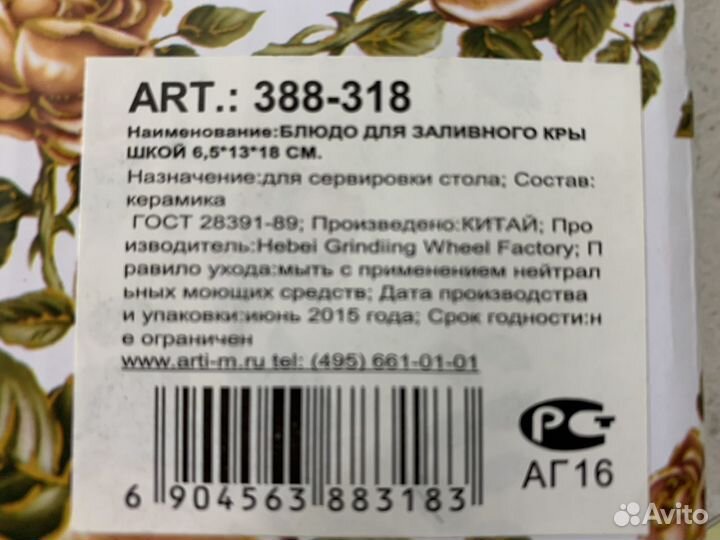 ART.: 388-318
Наименование:БЛЮДО ДЛЯ ЗАЛИВНОГО КРЫ
ШКОЙ 6,5*13*18 СМ.
Назначение:для сервировки стола; Состав:
керамика
ГОСТ 28391-89; Произведено:КИТАЙ; Про
изводитель:Hebei Grindiing Wheel Factory; П
равило ухода:мыть с применением нейтрал
ьных моющих средств; Дата производства
и упаковки:июнь 2015 года; Срок годности:н
е ограничен
www.arti-m.ru tel: (495) 661-01-01
РСТ
АГ16
6 904563 883183
Avito